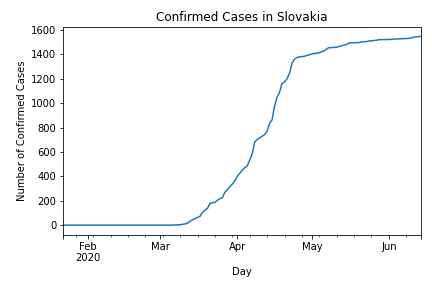 Confirmed Cases in Slovakia
Number of Confirmed Cases
1600
1400
1200
1000
800
600
400
200
0
Feb Mar Apr May Jun
2020
Day